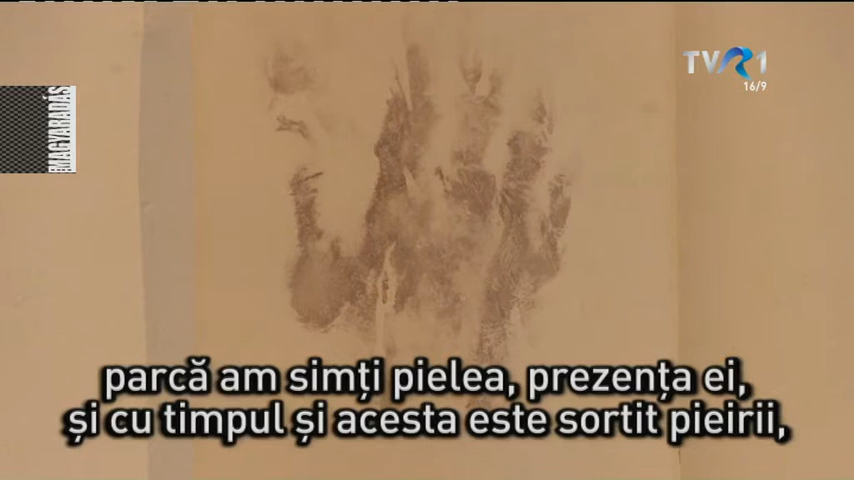 TVR1
16/9
MAGYARADÁS
parcă am simți pielea, prezența ei,
și cu timpul și acesta este sortit pieirii,